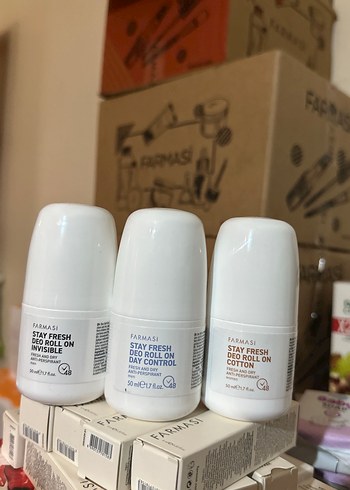 FARMASI
FARMASİ
FARMASİ
FARMASI
STAY FRESH
DEO ROLL ON
INVISIBLE
FRESH AND DRY
ANTI-PERSPIRANT
48
50 ml ℮ 1.7 fl.oz.
FARMASI
STAY FRESH
DEO ROLL ON
DAY CONTROL
FRESH AND DRY
ANTI-PERSPIRANT
48
50 ml ℮ 1.7 fl.oz.
FARMASI
STAY FRESH
DEO ROLL ON
COTTON
FRESH AND DRY
ANTI-PERSPIRANT
48
50 ml ℮ 1.7 fl.oz.
FARMASI
FARMASI